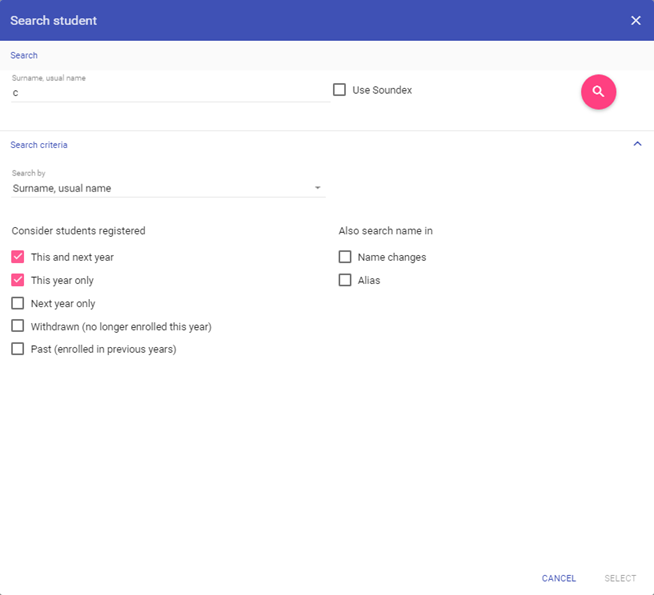 Search student
Search
Surname, usual name
c
Use Soundex
Search criteria
Search by
Surname, usual name
Consider students registered
Also search name in
This and next year
Name changes
This year only
Alias
Next year only
Withdrawn (no longer enrolled this year)
Past (enrolled in previous years)
CANCEL
SELECT